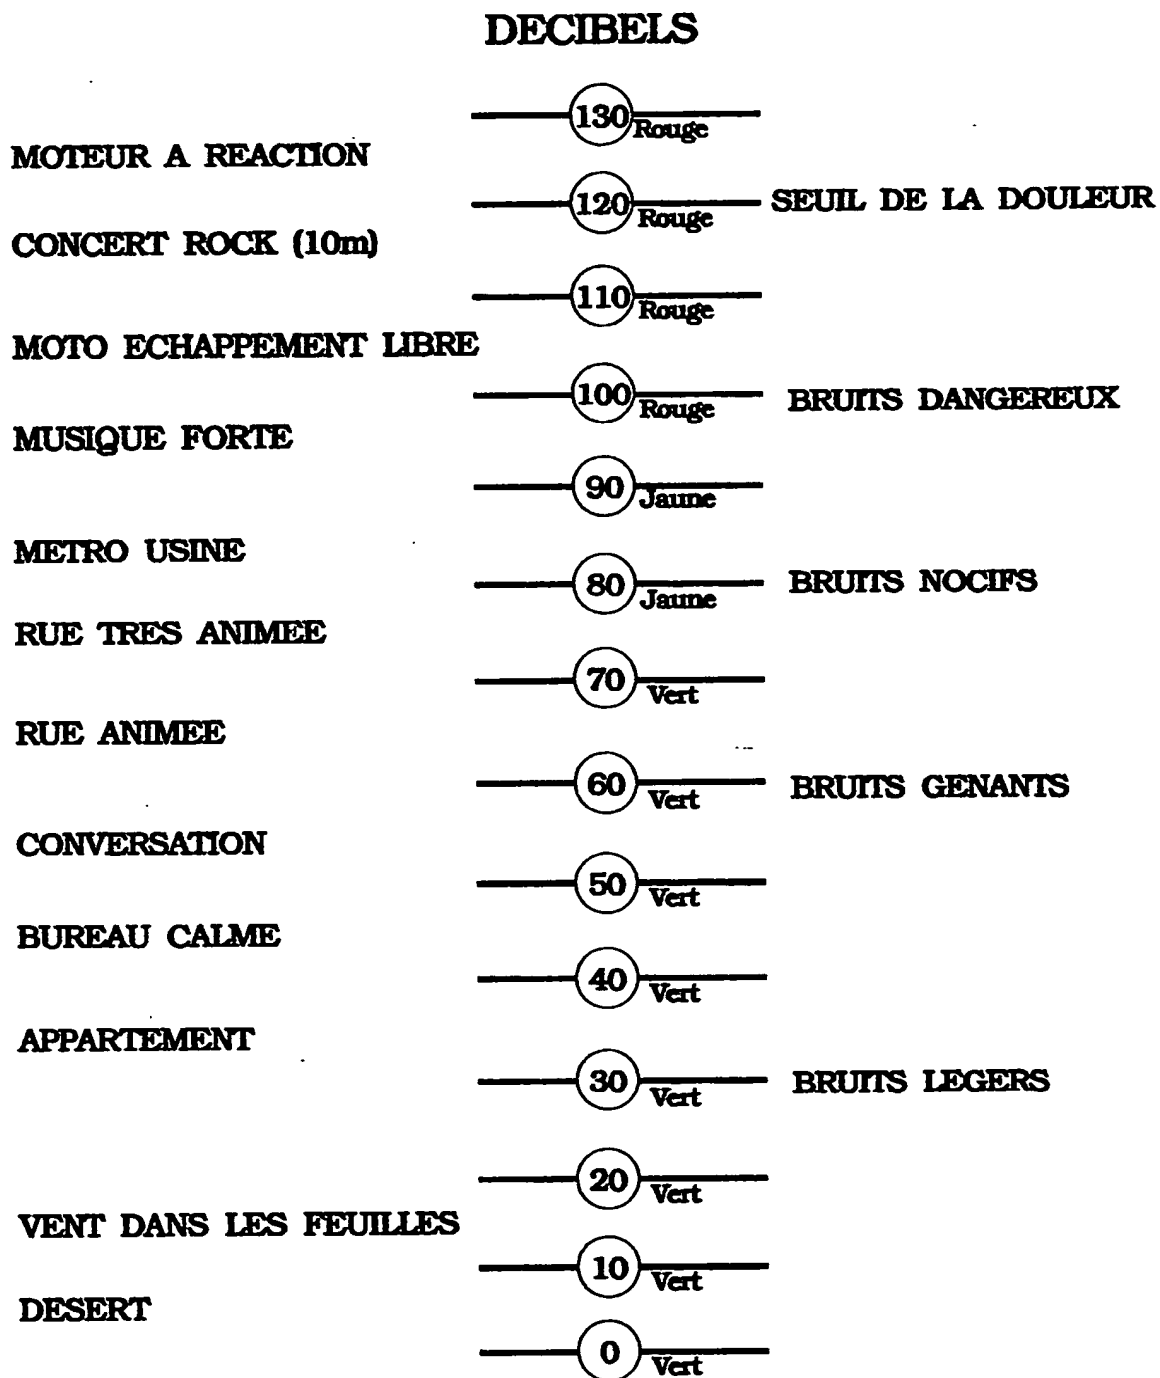 DECIBELS
130 Rouge
MOTEUR A REACTION
120 Rouge SEUIL DE LA DOULEUR
CONCERT ROCK (10m)
110 Rouge
MOTO ECHAPPEMENT LIBRE
100 Rouge BRUITS DANGEREUX
MUSIQUE FORTE
90 Jaune
METRO USINE
80 Jaune BRUITS NOCIFS
RUE TRES ANIMEE
70 Vert
RUE ANIMEE
60 Vert BRUITS GENANTS
CONVERSATION
50 Vert
BUREAU CALME
40 Vert
APPARTEMENT
30 Vert BRUITS LEGERS
20 Vert
VENT DANS LES FEUILLES
10 Vert
DESERT
0 Vert